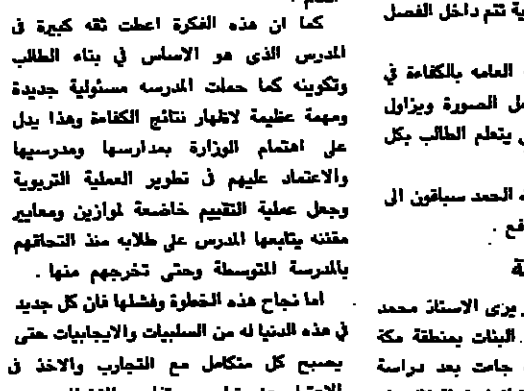 كما ان هذه الفكرة اعطت ثقه كبيرة في
المدرس الذي هو الاساس في بناء الطالب
وتكوينه كما حملت المدرسه مسئولية جديدة
ومهمة عظيمة لاظهار نتائج الكفاءة وهذا يدل
على اهتمام الوزارة بمدارسها ومدرسيها
والاعتماد عليهم في تطوير العملية التربوية
وجعل عملية التقييم خاضعة لموازين ومعايير
مقننه يتابعها المدرس على طلابه منذ التحاقهم
بالمدرسة المتوسطة وحتى تخرجهم منها .
اما نجاح هذه الخطوة وفشلها فان كل جديد
في هذه الدنيا له من السلبيات والايجابيات حتى
يصبح كل متكامل مع التجارب والاخذ في
ية تتم داخل الفصل
العامه بالكفاءة في
الصورة ويزاول
يتعلم الطالب بكل
الحمد سباقون الى
يرى الاستاذ محمد
البنات بمنطقة مكة
جاءت بعد دراسة